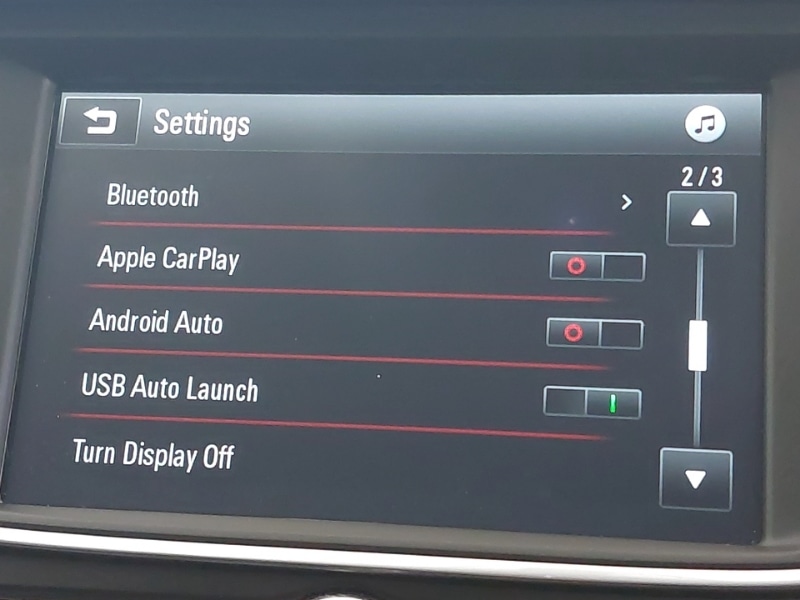 Settings
2/3
Bluetooth
Apple CarPlay
Android Auto
USB Auto Launch
Turn Display Off